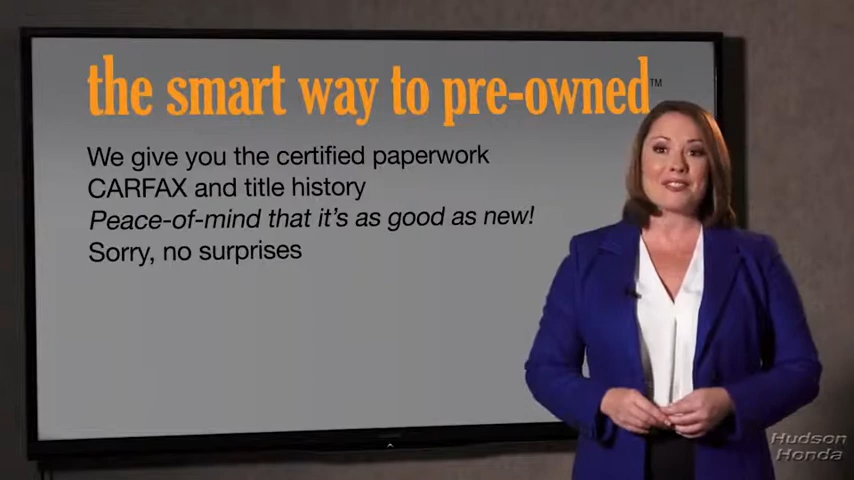 the smart way to pre-owned™
We give you the certified paperwork
CARFAX and title history
Peace-of-mind that it's as good as new!
Sorry, no surprises
Hudson
Honda